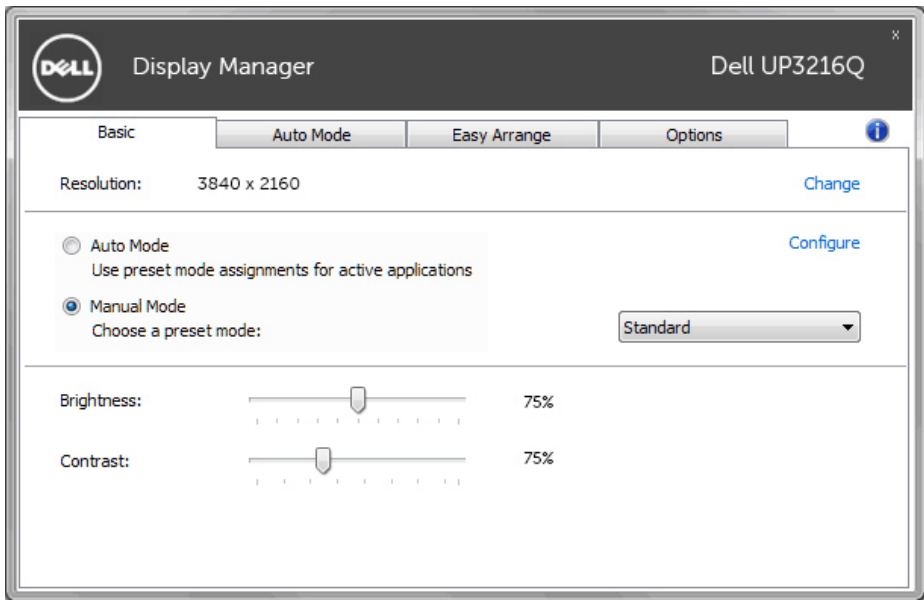 DELL Display Manager Dell UP3216Q x
Basic Auto Mode Easy Arrange Options i
Resolution: 3840 x 2160 Change
Auto Mode Configure
Use preset mode assignments for active applications
Manual Mode
Choose a preset mode: Standard
Brightness: 75%
Contrast: 75%